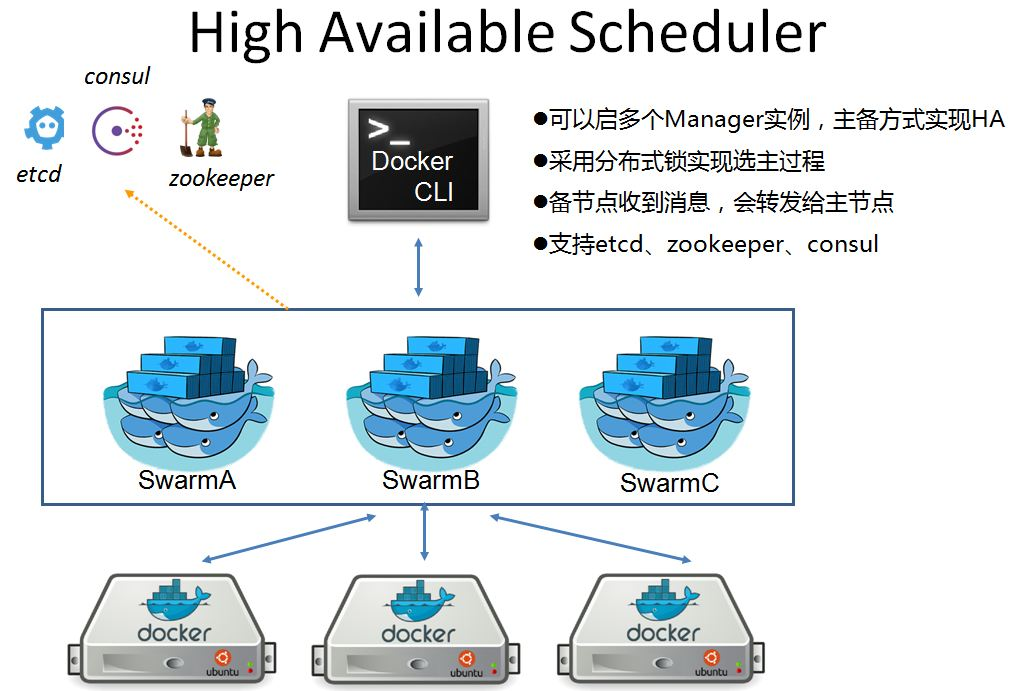 High Available Scheduler
consul
etcd
zookeeper
>_
Docker
CLI
●可以启多个Manager实例，主备方式实现HA
●采用分布式锁实现选主过程
●备节点收到消息，会转发给主节点
●支持etcd、zookeeper、consul
SwarmA
SwarmB
SwarmC
docker
ubuntu
docker
ubuntu
docker
ubuntu